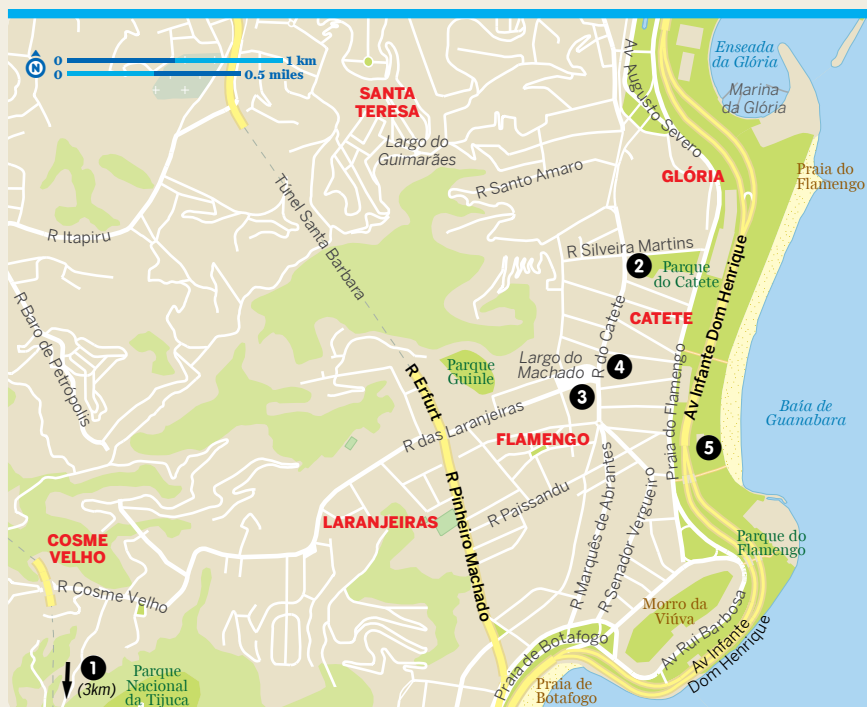 N
0 1 km
0 0.5 miles
Enseada
da Glória
Marina
da Glória
Av Augusto Severo
SANTA
TERESA
Largo do
Guimarães
R Santo Amaro
GLÓRIA
Praia do
Flamengo
Túnel Santa Barbara
R Itapiru
R Silveira Martins
2
Parque
do Catete
R Baro de Petrópolis
CATETE
R do Catete
Av Infante Dom Henrique
Parque
Guinle
Largo do
Machado
4
3
R Erfurt
Praia do Flamengo
Baía de
Guanabara
R das Laranjeiras
FLAMENGO
5
R Pinheiro Machado
R Paissandu
R Marquês de Abrantes
R Senador Vergueiro
LARANJEIRAS
COSME
VELHO
Parque do
Flamengo
R Cosme Velho
Morro da
Viúva
Av Rui Barbosa
Av Infante
Dom Henrique
Praia de Botafogo
1
(3km)
Parque
Nacional
da Tijuca
Praia de
Botafogo